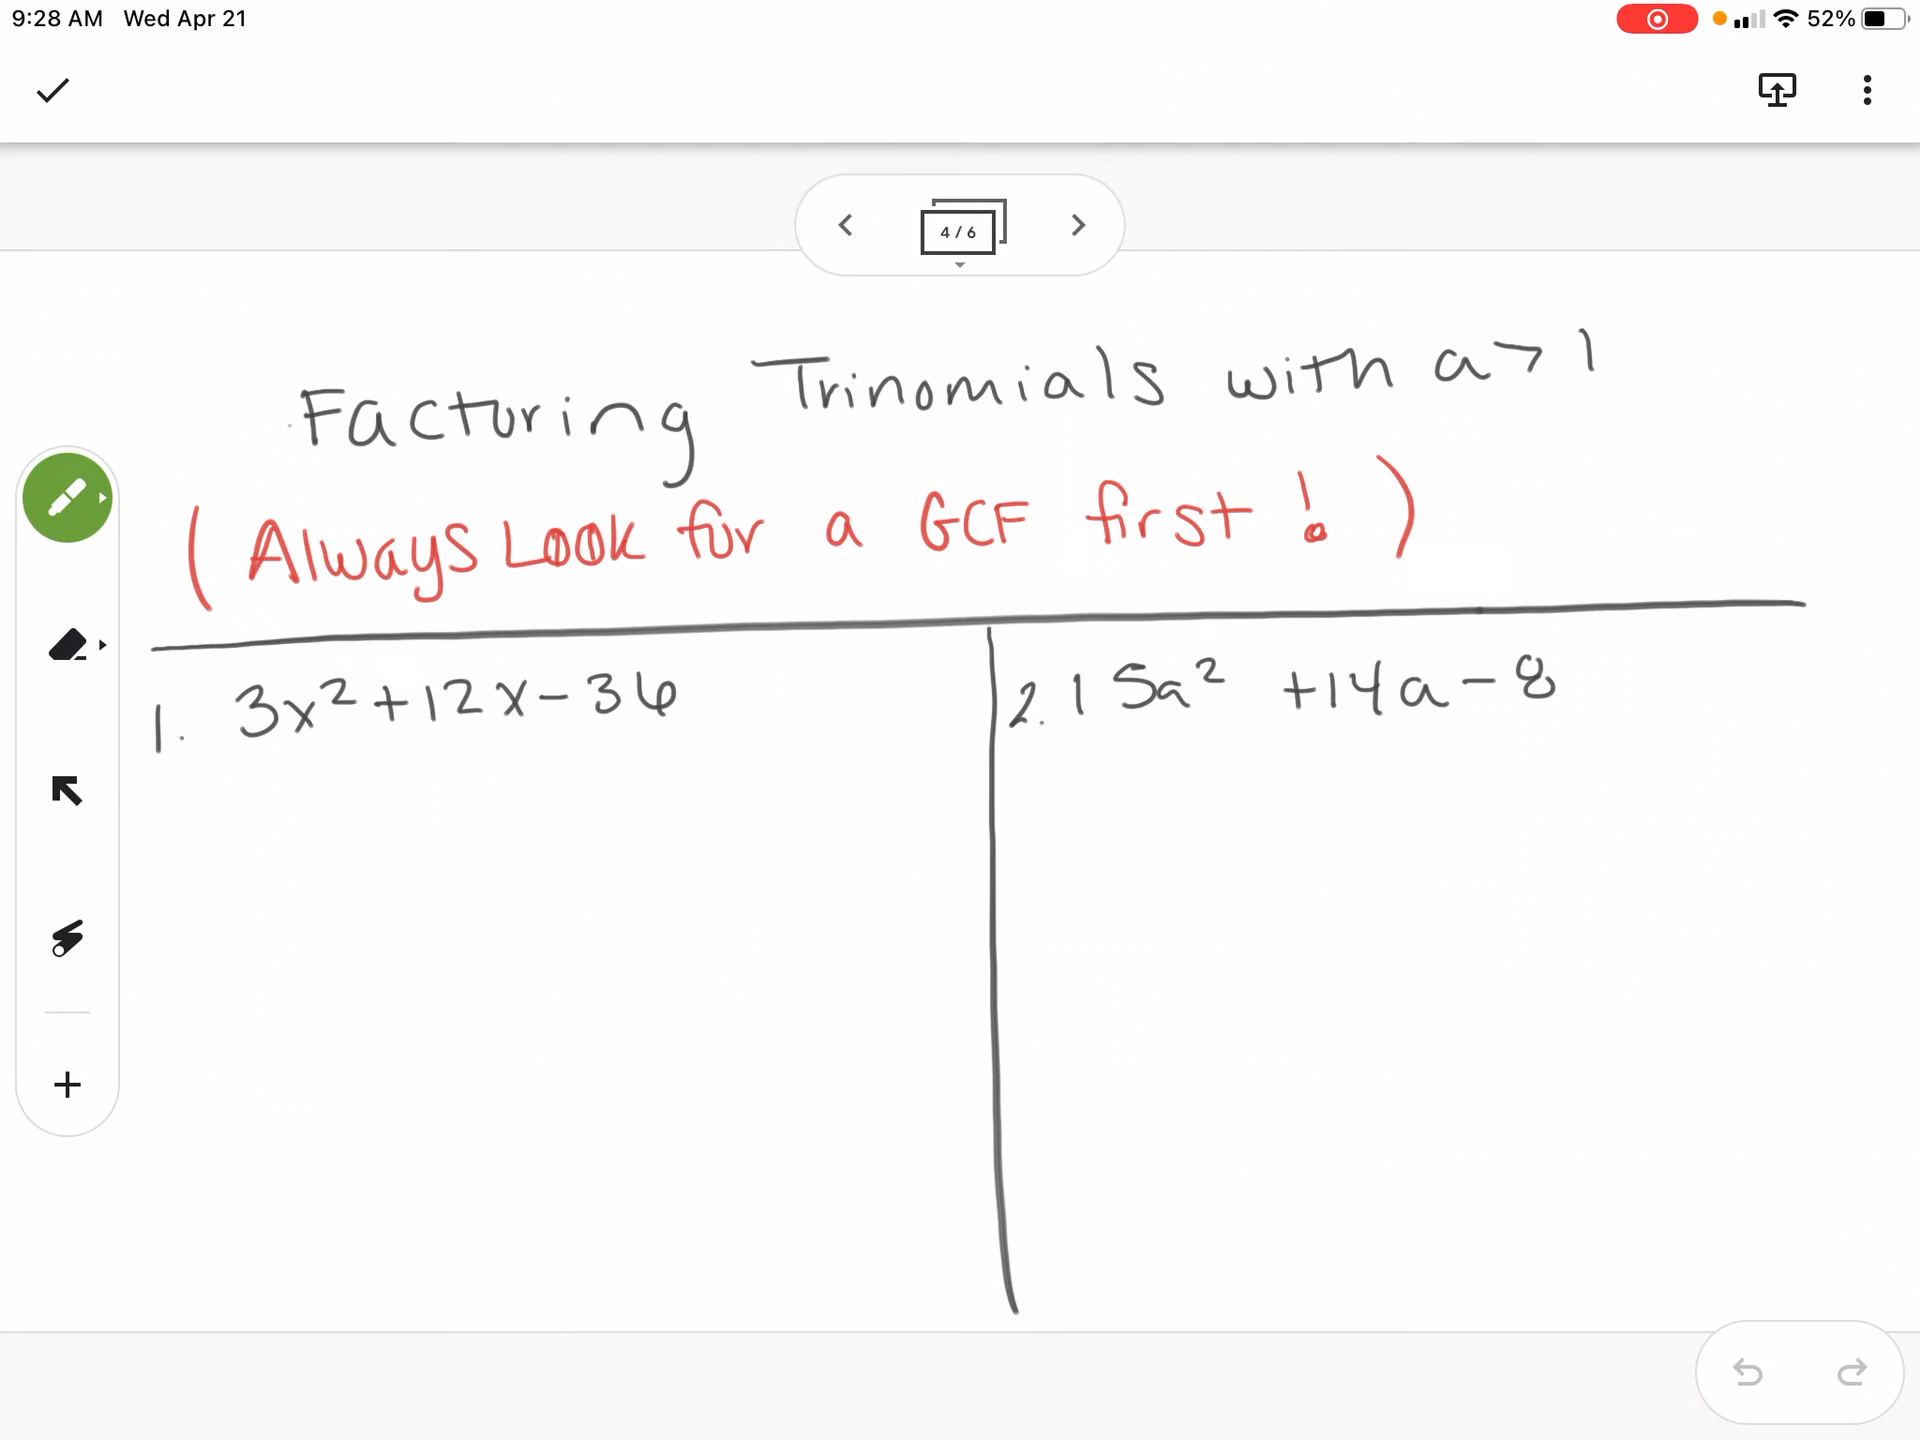 9:28 AM Wed Apr 21 52%
4 / 6
Factoring Trinomials with a > 1
(Always Look for a GCF first!)
1. 3x² + 12x - 36
2. 15a² + 14a - 8